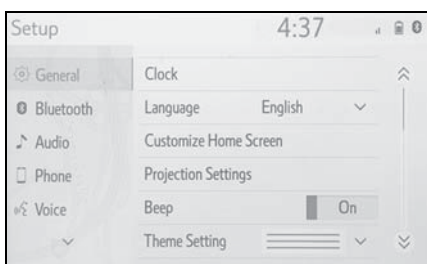 Setup 4:37
General
Bluetooth
Audio
Phone
Voice
Clock
Language English
Customize Home Screen
Projection Settings
Beep On
Theme Setting